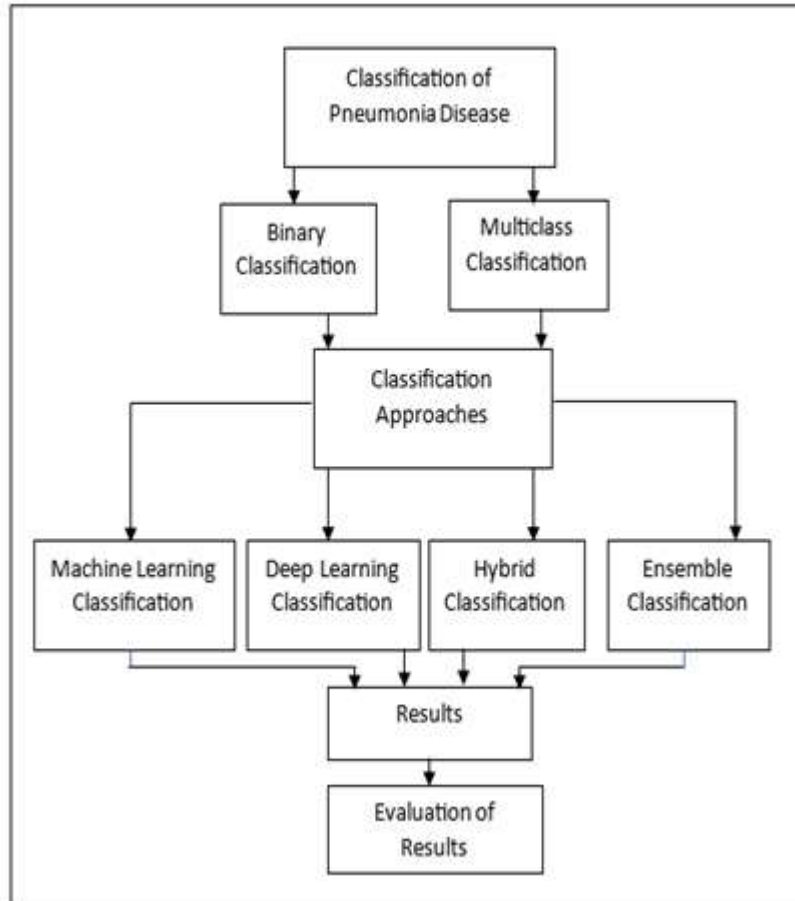 Classification of
Pneumonia Disease
Binary
Classification
Multiclass
Classification
Classification
Approaches
Machine Learning
Classification
Deep Learning
Classification
Hybrid
Classification
Ensemble
Classification
Results
Evaluation of
Results